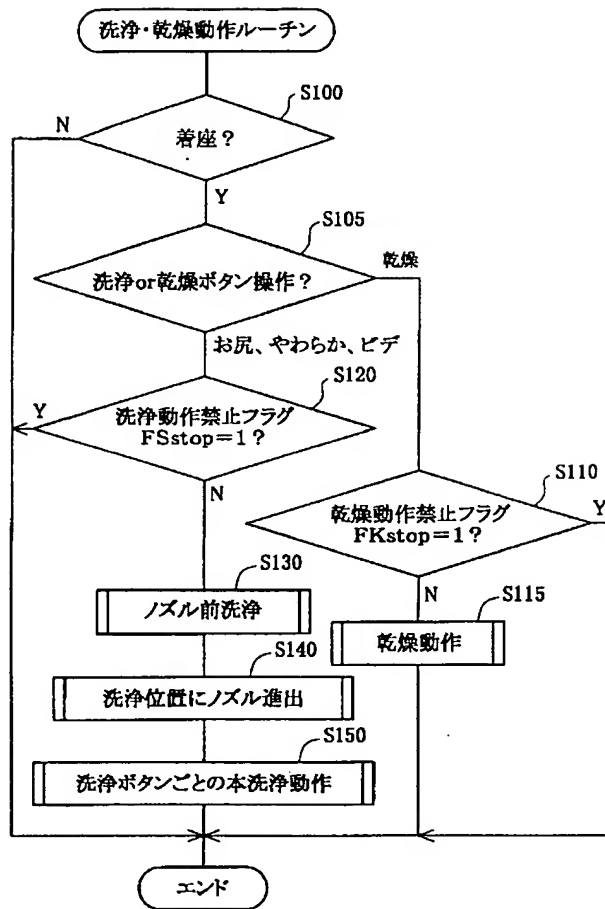 洗浄・乾燥動作ルーチン
S100
N
着座？
Y
S105
洗浄or乾燥ボタン操作？
乾燥
お尻、やわらか、ビデ
S120
Y
洗浄動作禁止フラグ
FSstop＝1？
N
S110
乾燥動作禁止フラグ
FKstop＝1？
Y
N
S130
ノズル前洗浄
S115
乾燥動作
S140
洗浄位置にノズル進出
S150
洗浄ボタンごとの本洗浄動作
エンド